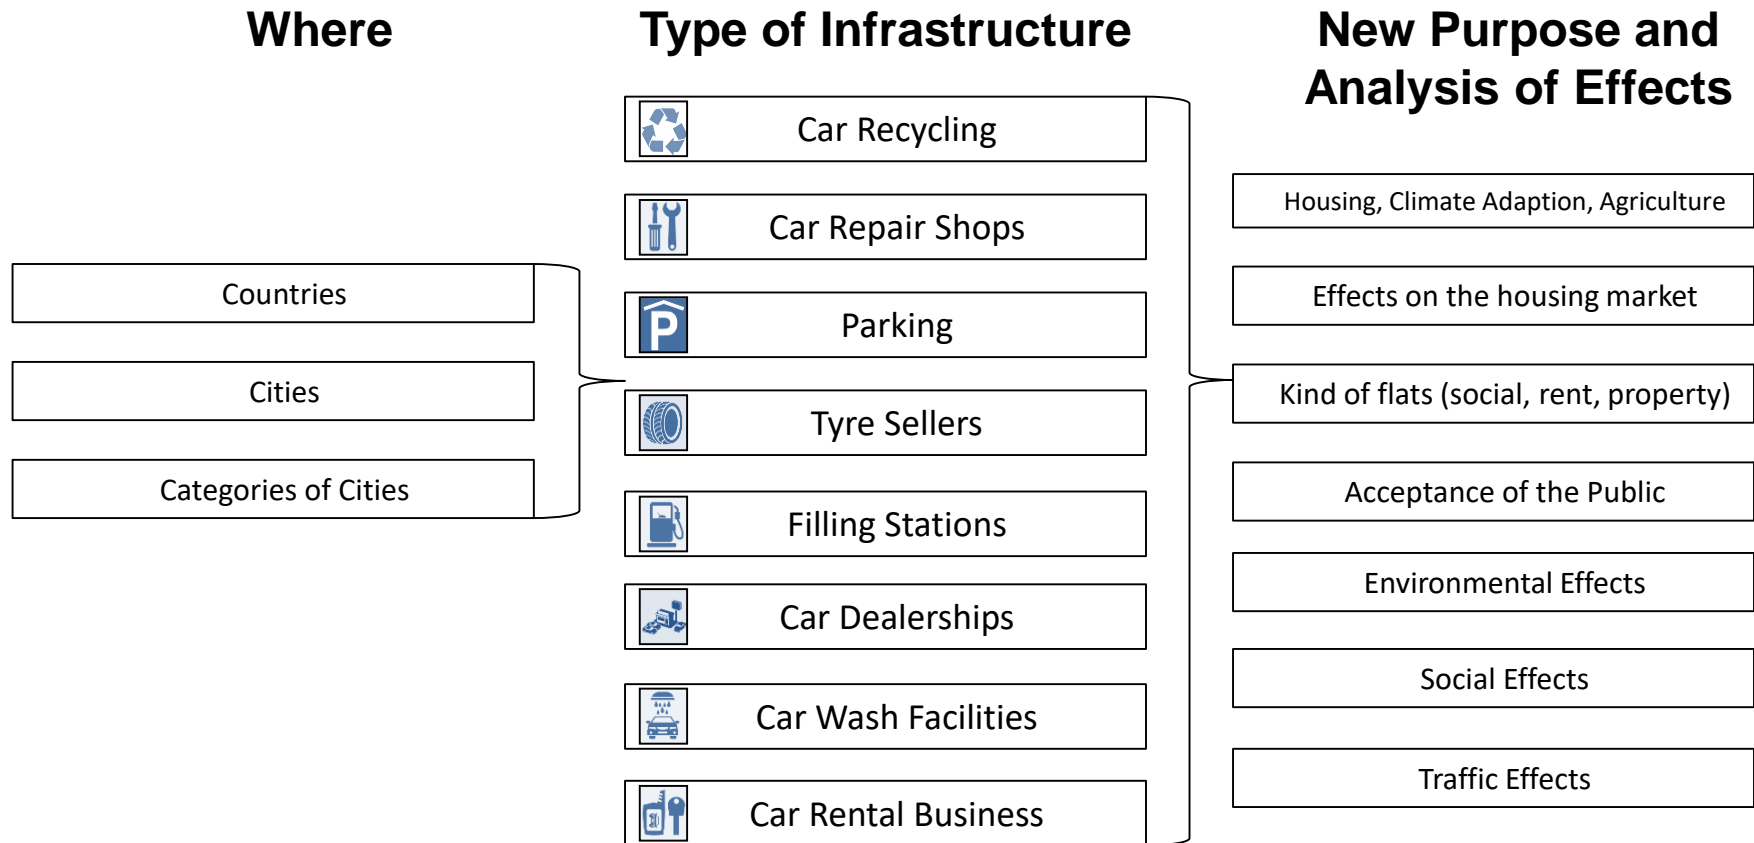 Where
Type of Infrastructure
New Purpose and
Analysis of Effects
Countries
Cities
Categories of Cities
Car Recycling
Car Repair Shops
P
Parking
Tyre Sellers
Filling Stations
Car Dealerships
Car Wash Facilities
Car Rental Business
Housing, Climate Adaption, Agriculture
Effects on the housing market
Kind of flats (social, rent, property)
Acceptance of the Public
Environmental Effects
Social Effects
Traffic Effects